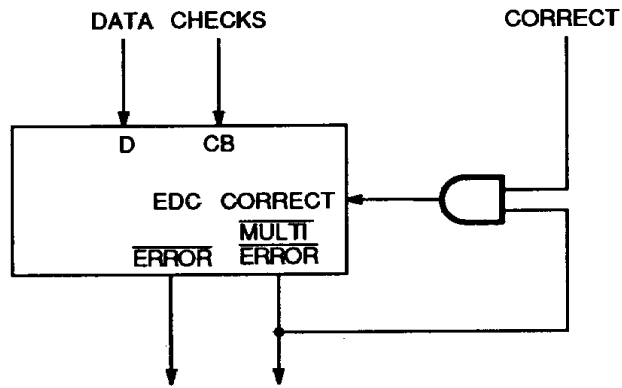 DATA CHECKS
CORRECT
D CB
EDC CORRECT
ERROR
MULTI
ERROR